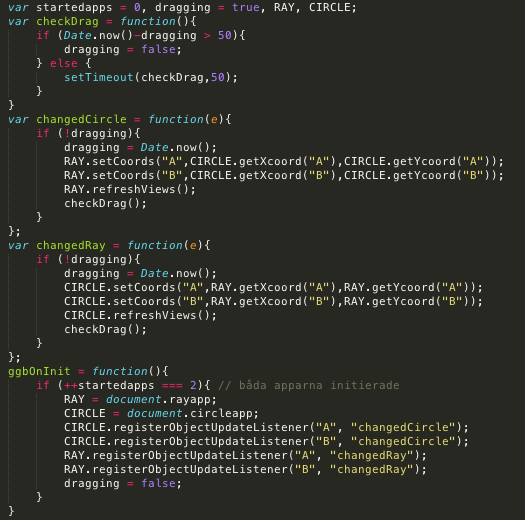 var startedapps = 0, dragging = true, RAY, CIRCLE;
var checkDrag = function(){
    if (Date.now()-dragging > 50){
        dragging = false;
    } else {
        setTimeout(checkDrag,50);
    }
}
var changedCircle = function(e){
    if (!dragging){
        dragging = Date.now();
        RAY.setCoords("A",CIRCLE.getXcoord("A"),CIRCLE.getYcoord("A"));
        RAY.setCoords("B",CIRCLE.getXcoord("B"),CIRCLE.getYcoord("B"));
        RAY.refreshViews();
        checkDrag();
    }
};
var changedRay = function(e){
    if (!dragging){
        dragging = Date.now();
        CIRCLE.setCoords("A",RAY.getXcoord("A"),RAY.getYcoord("A"));
        CIRCLE.setCoords("B",RAY.getXcoord("B"),RAY.getYcoord("B"));
        CIRCLE.refreshViews();
        checkDrag();
    }
};
ggbOnInit = function(){
    if (++startedapps === 2){ // båda apparna initierade
        RAY = document.rayapp;
        CIRCLE = document.circleapp;
        CIRCLE.registerObjectUpdateListener("A", "changedCircle");
        CIRCLE.registerObjectUpdateListener("B", "changedCircle");
        RAY.registerObjectUpdateListener("A", "changedRay");
        RAY.registerObjectUpdateListener("B", "changedRay");
        dragging = false;
    }
}